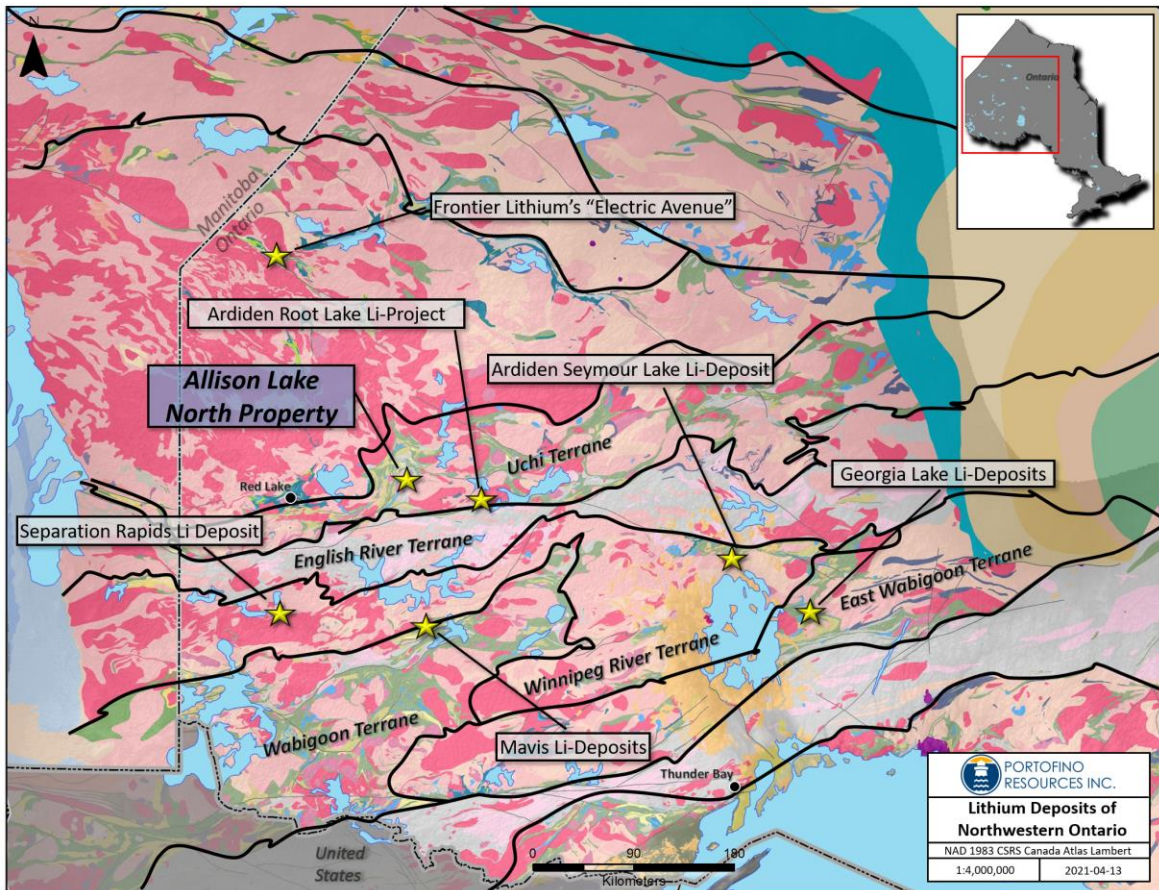 N
Ontario
Manitoba
Ontario
Frontier Lithium's “Electric Avenue”
Ardiden Root Lake Li-Project
Ardiden Seymour Lake Li-Deposit
Allison Lake
North Property
Uchi Terrane
Georgia Lake Li-Deposits
Red Lake
Separation Rapids Li Deposit
English River Terrane
East Wabigoon Terrane
Winnipeg River Terrane
Wabigoon Terrane
Mavis Li-Deposits
Thunder Bay
United
States
0 90 180
Kilometers
PORTOFINO
RESOURCES INC.
Lithium Deposits of
Northwestern Ontario
NAD 1983 CSRS Canada Atlas Lambert
1:4,000,000 2021-04-13